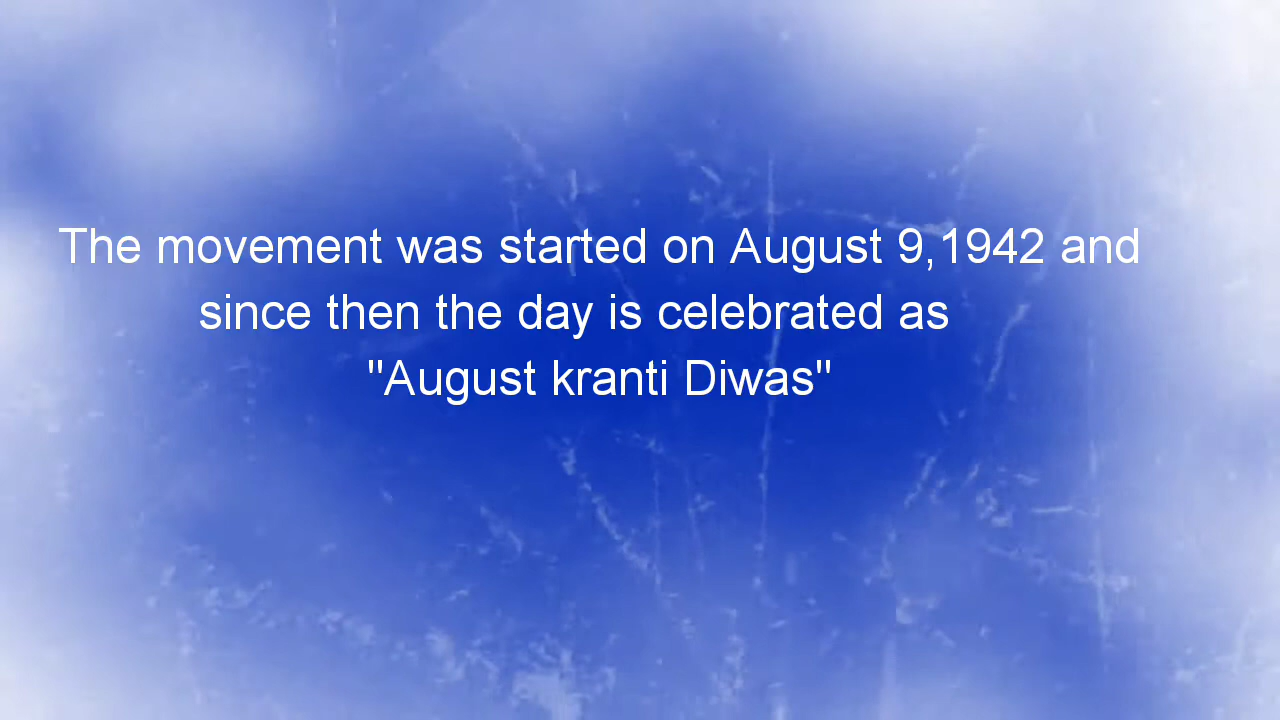 The movement was started on August 9,1942 and
since then the day is celebrated as
"August kranti Diwas"